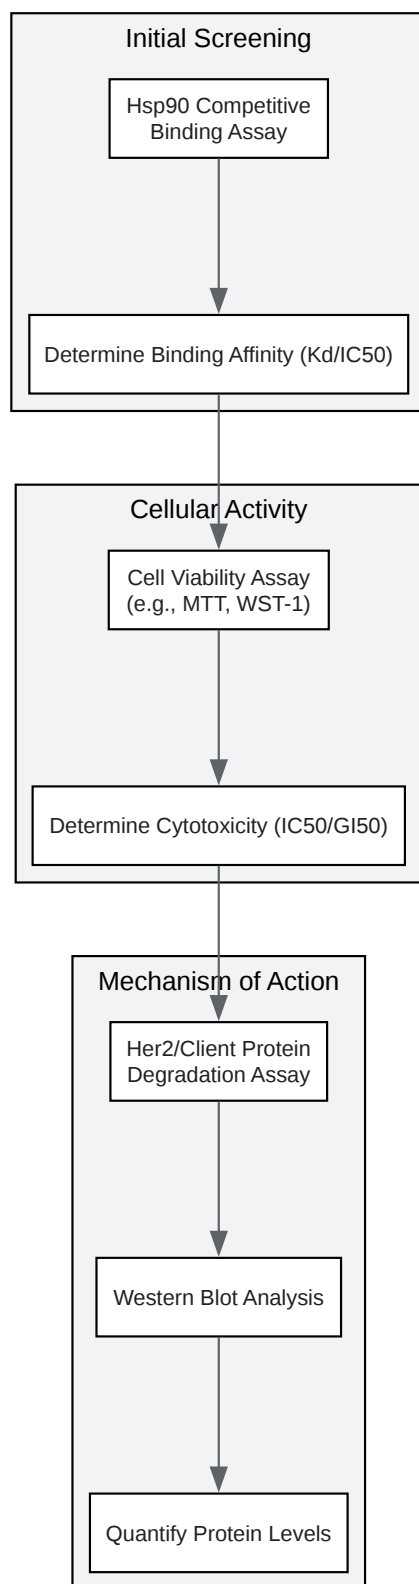 Initial Screening
Hsp90 Competitive
Binding Assay
Determine Binding Affinity (Kd/IC50)
Cellular Activity
Cell Viability Assay
(e.g., MTT, WST-1)
Determine Cytotoxicity (IC50/GI50)
Mechanism of Action
Her2/Client Protein
Degradation Assay
Western Blot Analysis
Quantify Protein Levels